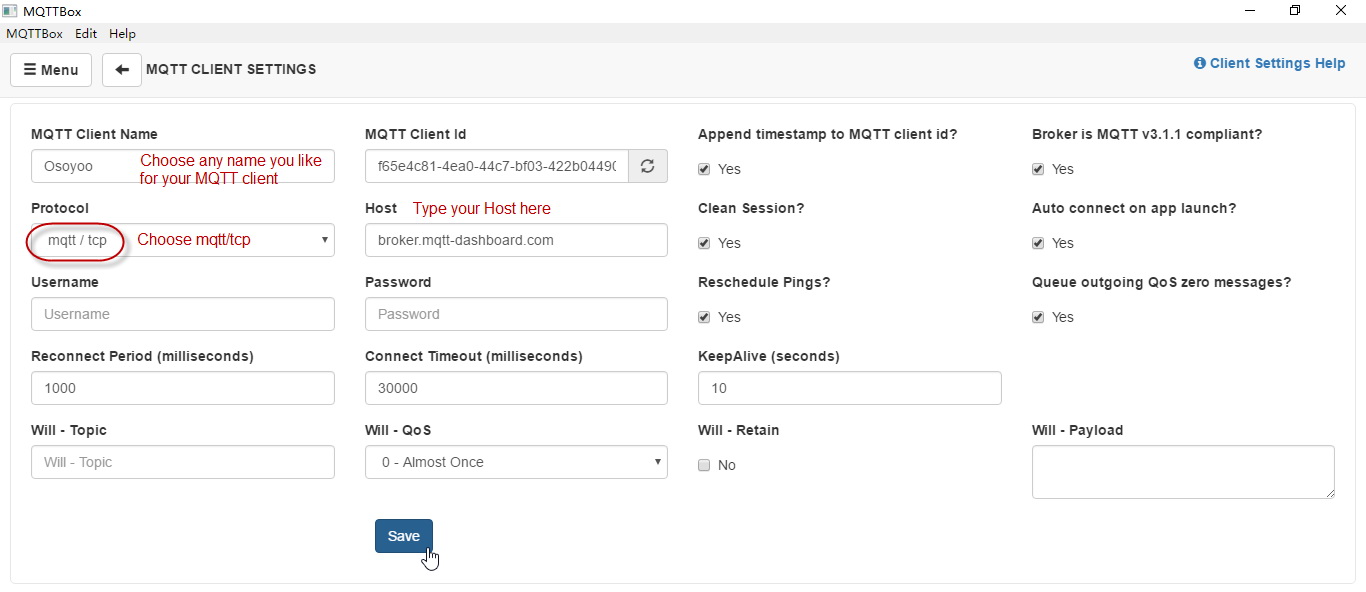 MQTTBox
MQTTBox Edit Help
Menu
MQTT CLIENT SETTINGS
Client Settings Help
MQTT Client Name
MQTT Client Id
Append timestamp to MQTT client id?
Broker is MQTT v3.1.1 compliant?
Osoyoo
Choose any name you like
for your MQTT client
f65e4c81-4ea0-44c7-bf03-422b0449
Yes
Yes
Protocol
Host
Type your Host here
Clean Session?
Auto connect on app launch?
mqtt / tcp
Choose mqtt/tcp
broker.mqtt-dashboard.com
Yes
Yes
Username
Password
Reschedule Pings?
Queue outgoing QoS zero messages?
Username
Password
Yes
Yes
Reconnect Period (milliseconds)
Connect Timeout (milliseconds)
KeepAlive (seconds)
1000
30000
10
Will - Topic
Will - QoS
Will - Retain
Will - Payload
Will - Topic
0 - Almost Once
No
Save